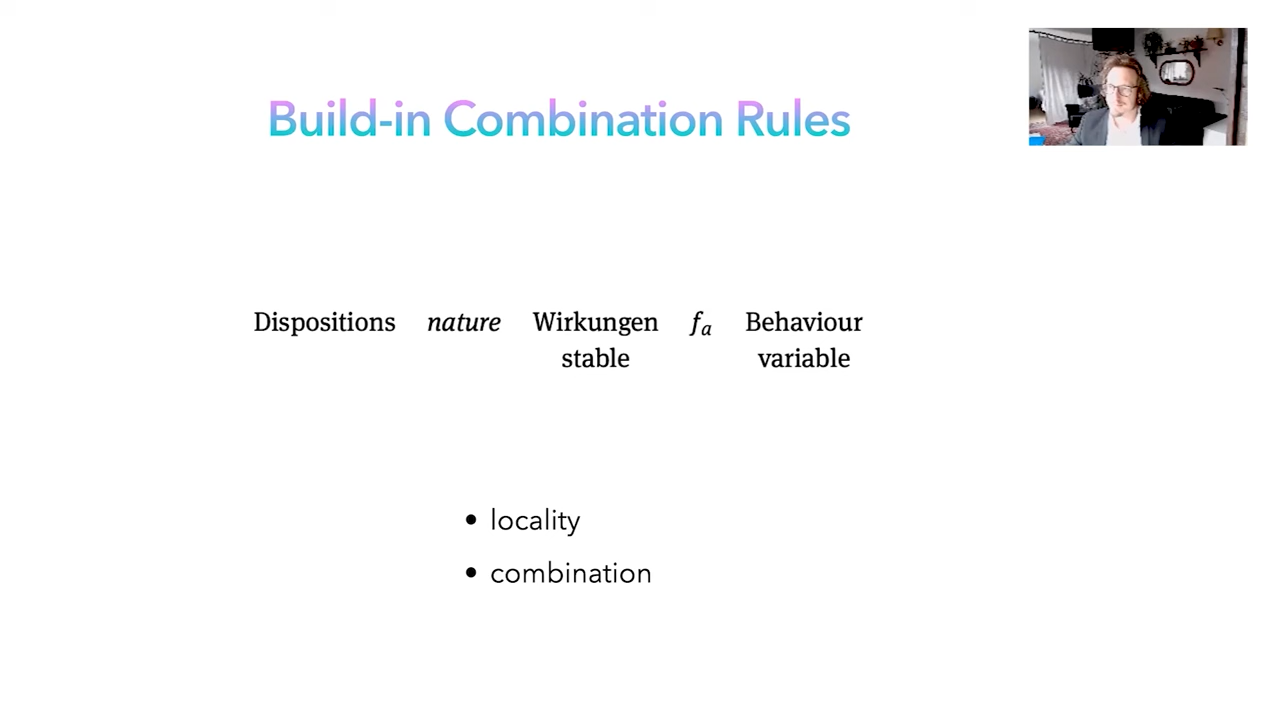 Build-in Combination Rules
Dispositions nature Wirkungen fa Behaviour
stable variable
• locality
• combination